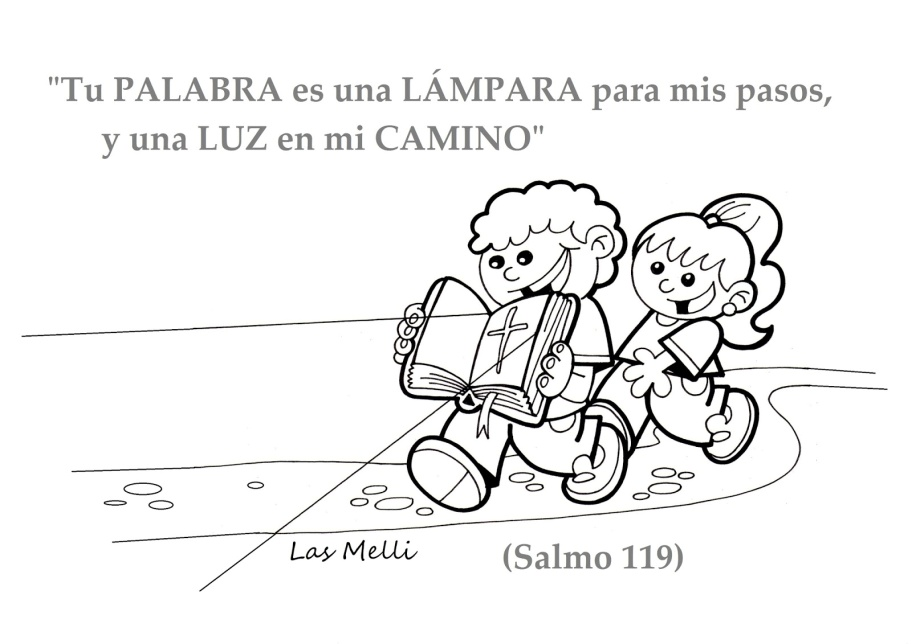 "Tu PALABRA es una LÁMPARA para mis pasos,
y una LUZ en mi CAMINO"
Las Melli
(Salmo 119)